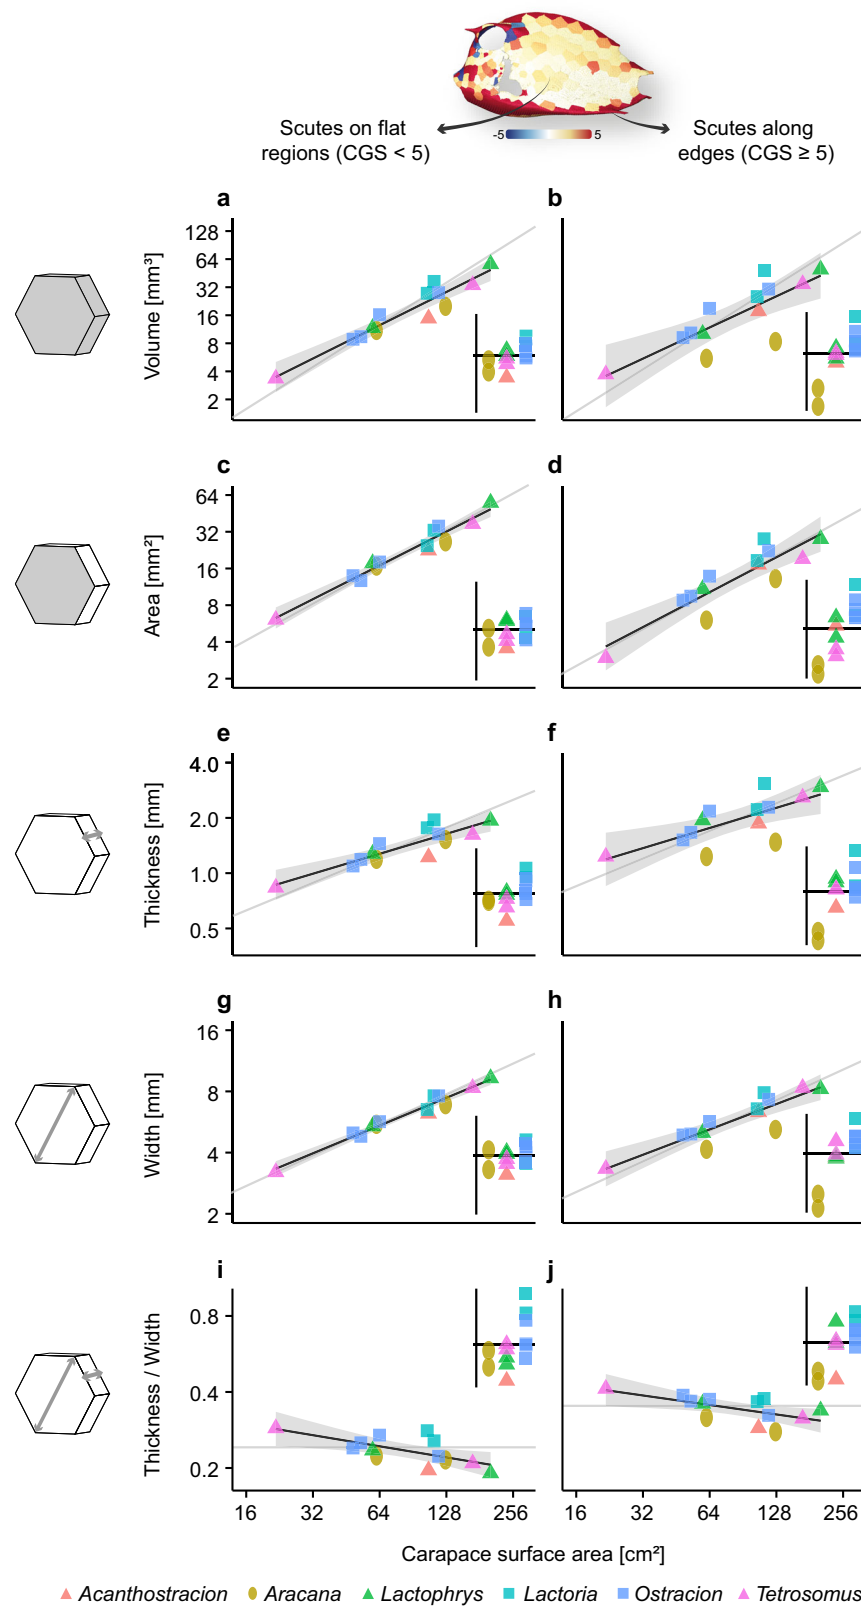 Scutes on flat
regions (CGS < 5)
-5
5
Scutes along
edges (CGS ≥ 5)
a
b
Volume [mm³]
128
64
32
16
8
4
2
c
d
Area [mm²]
64
32
16
8
4
2
e
f
Thickness [mm]
4.0
2.0
1.0
0.5
g
h
Width [mm]
16
8
4
2
i
j
Thickness / Width
0.8
0.4
0.2
16 32 64 128 256
16 32 64 128 256
Carapace surface area [cm²]
Acanthostracion Aracana Lactophrys Lactoria Ostracion Tetrosomus